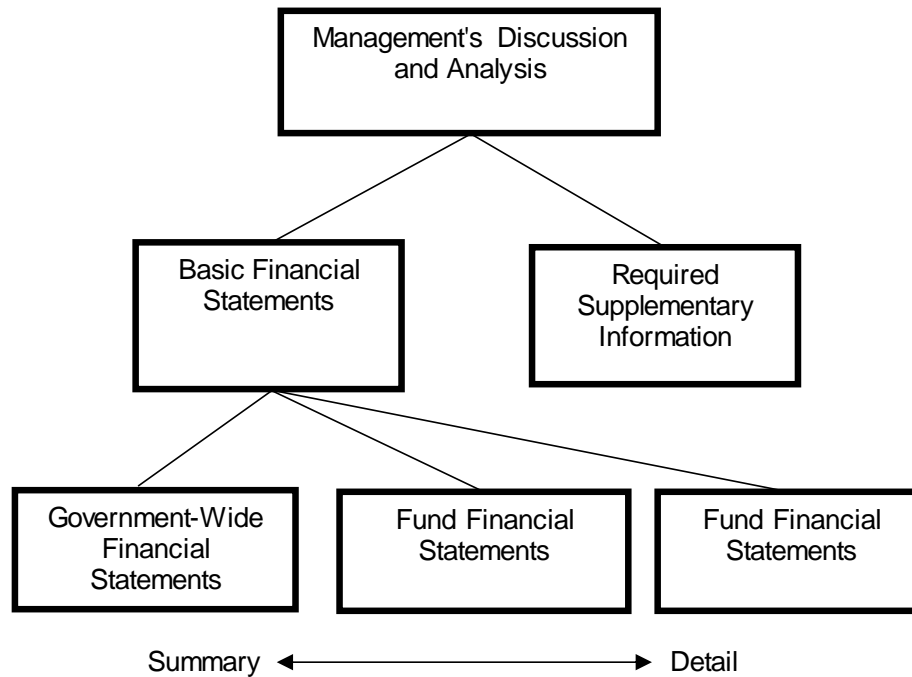 Management's Discussion
and Analysis
Basic Financial
Statements
Required
Supplementary
Information
Government-Wide
Financial
Statements
Fund Financial
Statements
Fund Financial
Statements
Summary
Detail